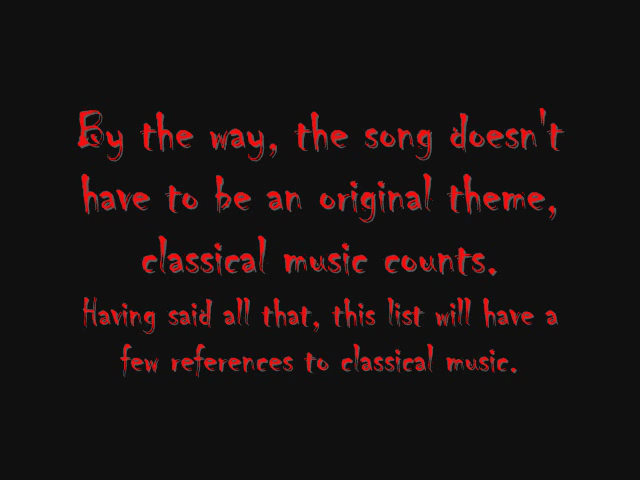 By the way, the song doesn't
have to be an original theme,
classical music counts.
Having said all that, this list will have a
few references to classical music.